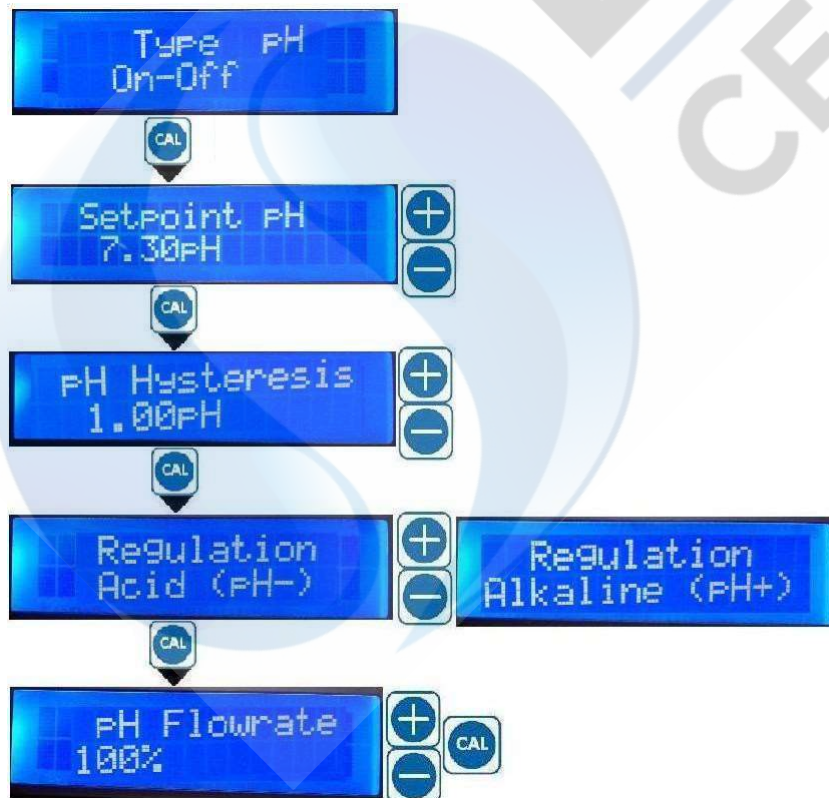 Type pH
On-Off
CAL
Setpoint pH
7.30pH
CAL
pH Hysteresis
1.00pH
CAL
Regulation
Acid (pH-)
Regulation
Alkaline (pH+)
CAL
pH Flowrate
100%
CAL
CE